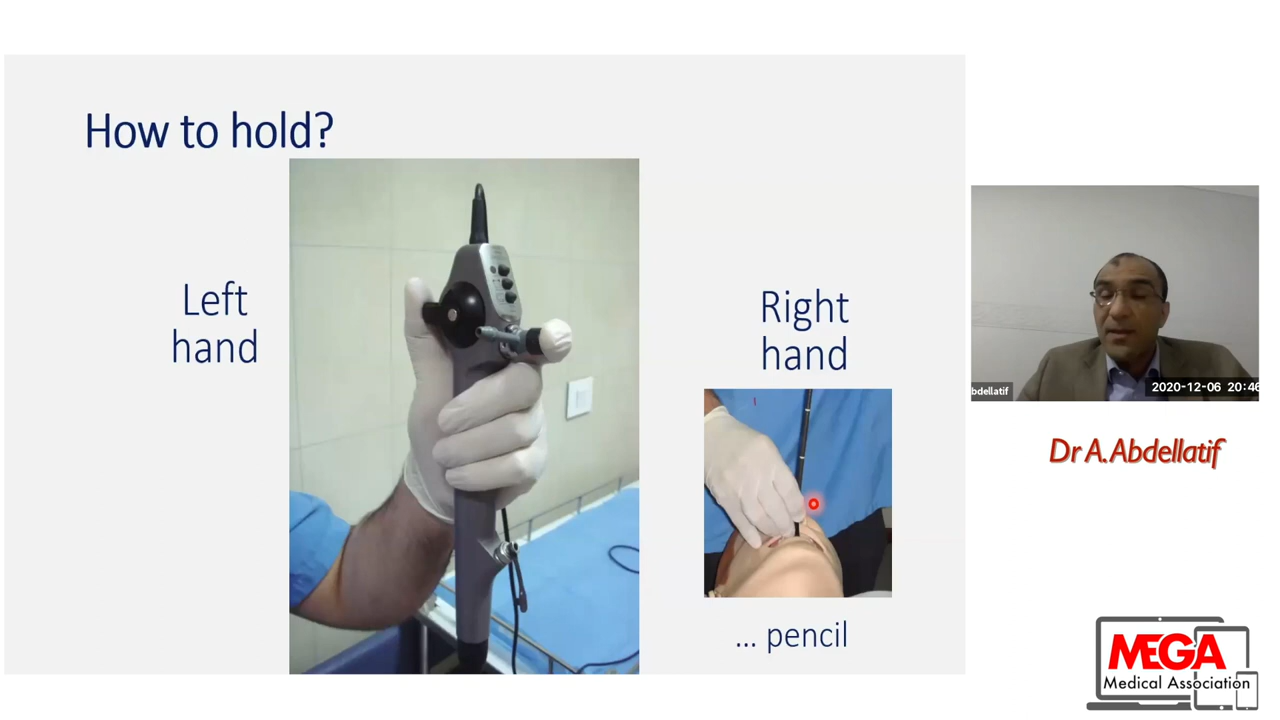 How to hold?
Left
hand
Right
hand
... pencil
bdellatif
2020-12-06 20:46
Dr A.Abdellatif
MEGA
Medical Association